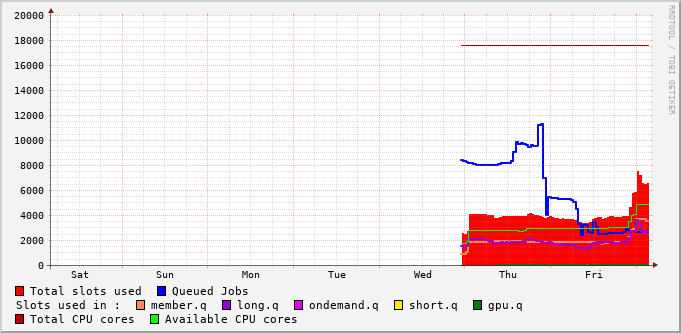 RRDTOOL / TOBI OETIKER
20000
18000
16000
14000
12000
10000
8000
6000
4000
2000
0
Sat Sun Mon Tue Wed Thu Fri
Total slots used Queued Jobs
Slots used in : member.q long.q ondemand.q short.q gpu.q
Total CPU cores Available CPU cores